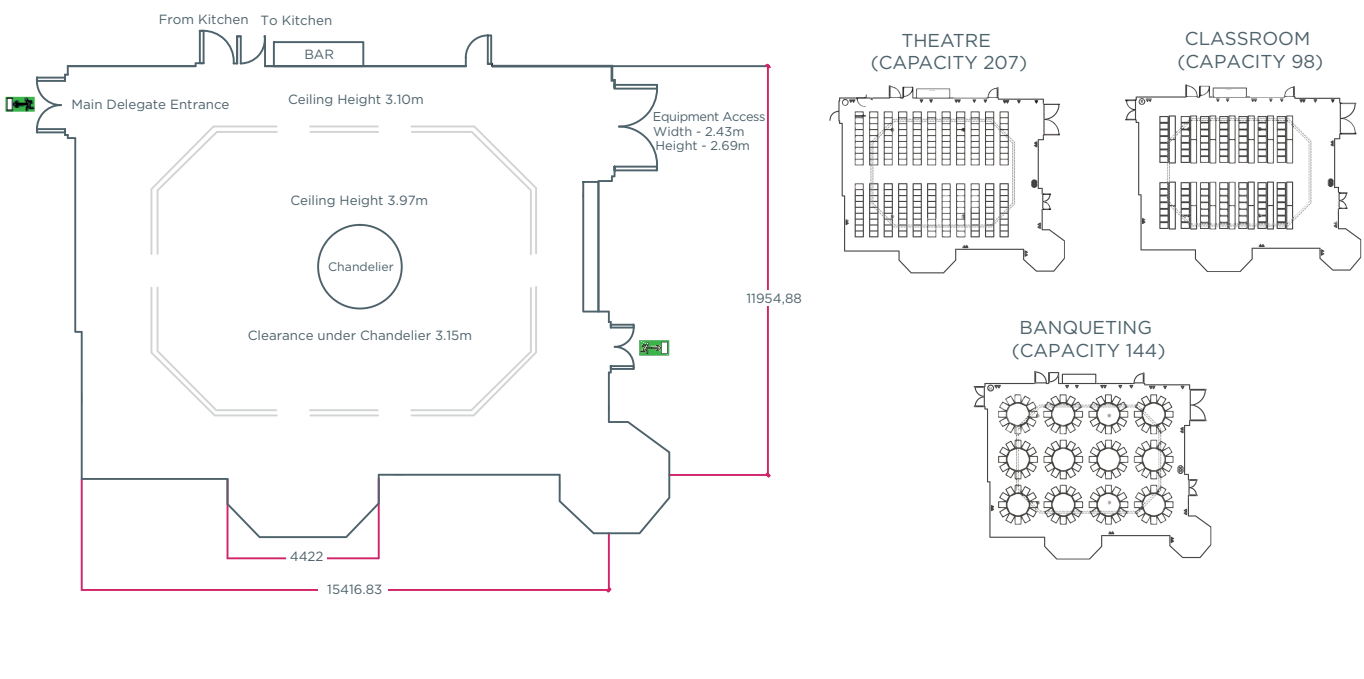 From Kitchen To Kitchen
BAR
Main Delegate Entrance
Ceiling Height 3.10m
Equipment Access
Width - 2.43m
Height - 2.69m
Ceiling Height 3.97m
Chandelier
Clearance under Chandelier 3.15m
11954,88
4422
15416.83
THEATRE
(CAPACITY 207)
CLASSROOM
(CAPACITY 98)
BANQUETING
(CAPACITY 144)